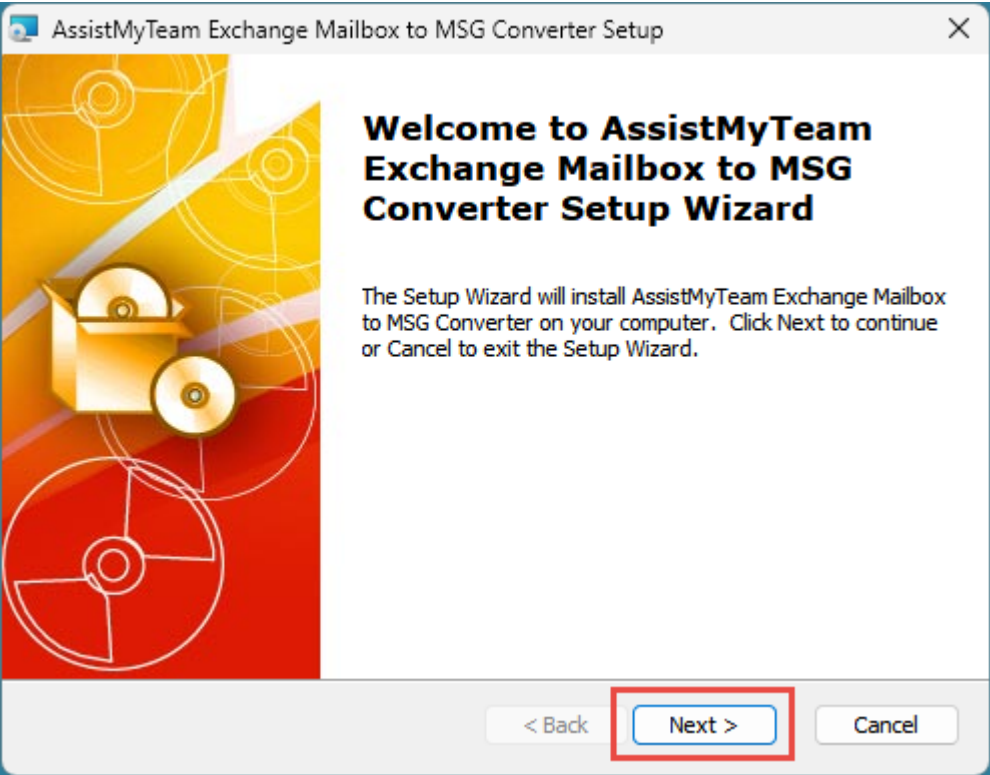 AssistMyTeam Exchange Mailbox to MSG Converter Setup
Welcome to AssistMyTeam
Exchange Mailbox to MSG
Converter Setup Wizard
The Setup Wizard will install AssistMyTeam Exchange Mailbox
to MSG Converter on your computer.  Click Next to continue
or Cancel to exit the Setup Wizard.
< Back Next > Cancel